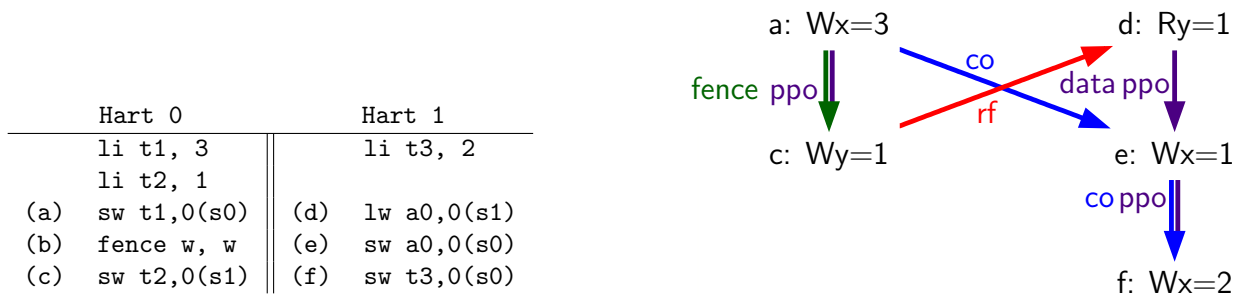 Hart 0 Hart 1
li t1, 3 li t3, 2
li t2, 1
(a) sw t1,0(s0) (d) lw a0,0(s1)
(b) fence w, w (e) sw a0,0(s0)
(c) sw t2,0(s1) (f) sw t3,0(s0)
a: Wx=3 d: Ry=1
co
fence ppo data ppo
rf
c: Wy=1 e: Wx=1
co ppo
f: Wx=2